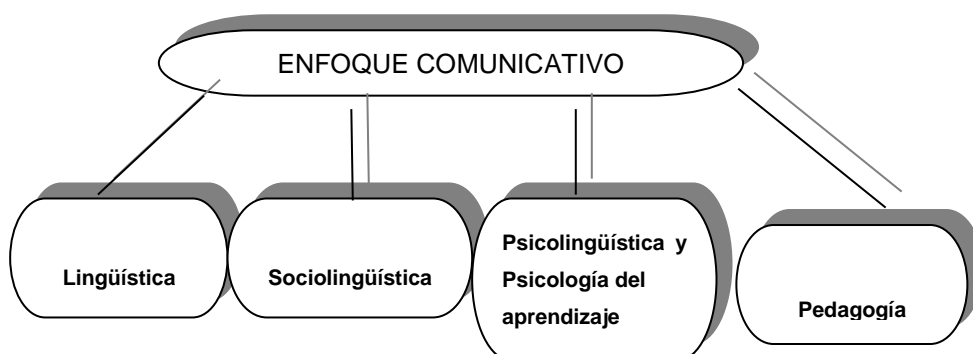 ENFOQUE COMUNICATIVO
Lingüística
Sociolingüística
Psicolingüística y
Psicología del
aprendizaje
Pedagogía